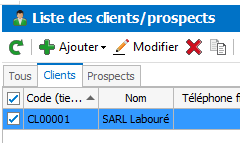 Liste des clients/prospects
Ajouter Modifier
Tous Clients Prospects
Code (tie... Nom Téléphone f
CL00001 SARL Labouré